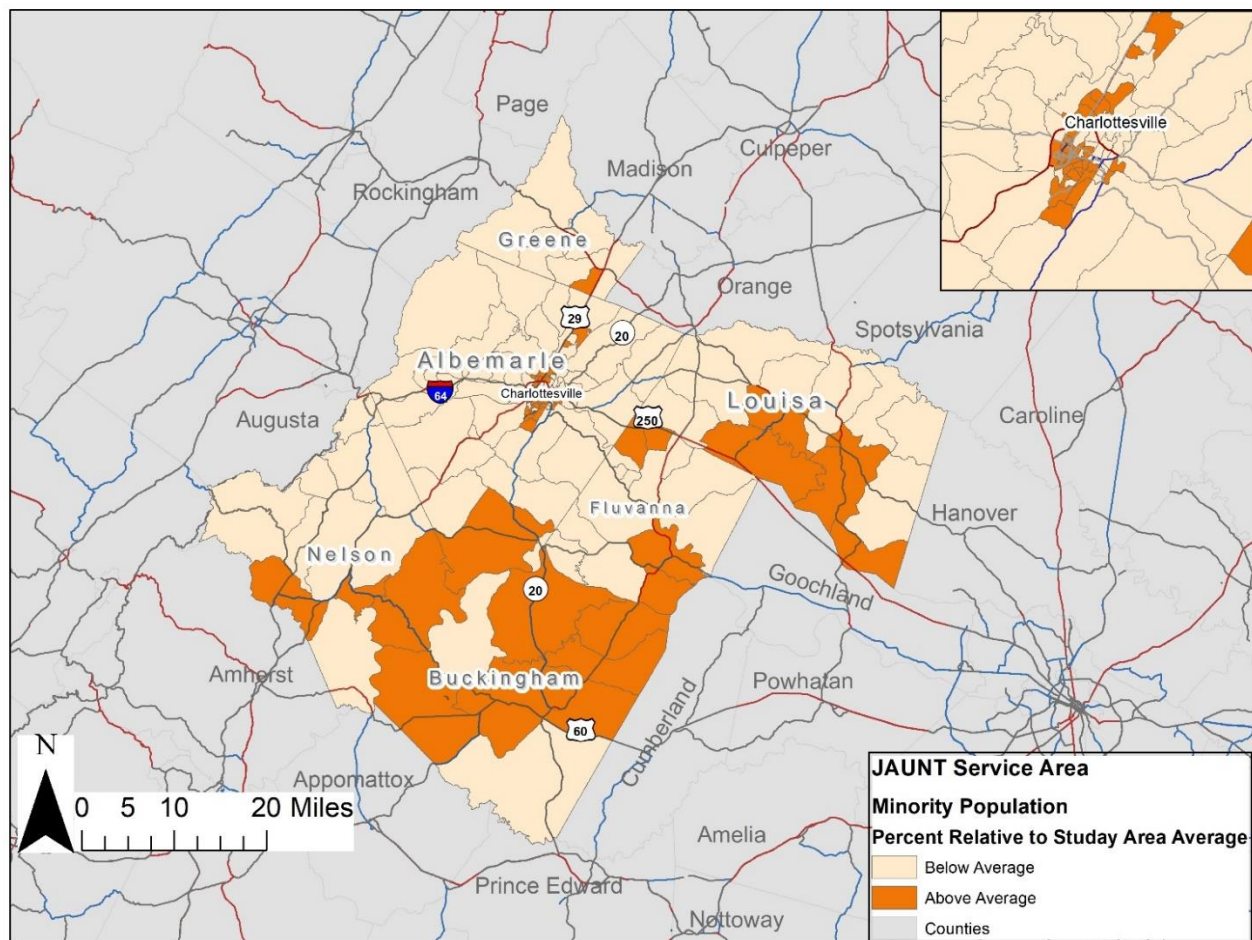 Page
Madison
Culpeper
Rockingham
Greene
Orange
29
20
Spotsylvania
Albemarle
64
Charlottesville
Augusta
250
Louisa
Caroline
Fluvanna
Hanover
Nelson
20
Goochland
Amherst
Buckingham
Powhatan
60
Cumberland
Appomattox
Amelia
Prince Edward
Nottoway
Charlottesville
N
0 5 10 20 Miles
JAUNT Service Area
Minority Population
Percent Relative to Studay Area Average
Below Average
Above Average
Counties